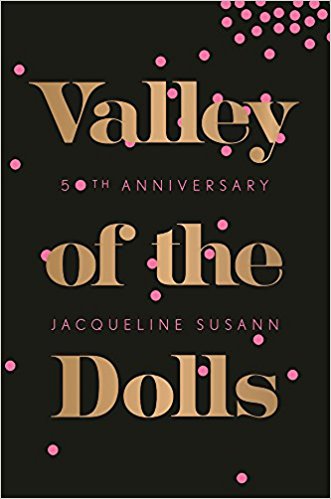 Valley
50TH ANNIVERSARY
of the
JACQUELINE SUSANN
Dolls